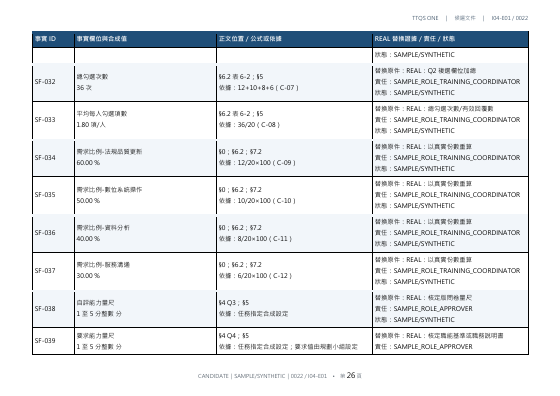 TTQS ONE | 候選文件 | I04-E01 / 0022
事實 ID 事實欄位與合成值 正文位置 / 公式或依據 REAL 替換證據 / 責任 / 狀態
狀態：SAMPLE/SYNTHETIC
SF-032 總勾選次數
36 次
§6.2 表 6–2；§5
依據：12+10+8+6 ( C-07 )
替換原件：REAL：Q2 複選欄位加總
責任：SAMPLE_ROLE_TRAINING_COORDINATOR
狀態：SAMPLE/SYNTHETIC
SF-033 平均每人勾選項數
1.80 項/人
§6.2 表 6–2；§5
依據：36/20 ( C-08 )
替換原件：REAL：總勾選次數/有效回覆數
責任：SAMPLE_ROLE_TRAINING_COORDINATOR
狀態：SAMPLE/SYNTHETIC
SF-034 需求比例-法規品質更新
60.00 %
§0；§6.2；§7.2
依據：12/20×100 ( C-09 )
替換原件：REAL：以真實份數重算
責任：SAMPLE_ROLE_TRAINING_COORDINATOR
狀態：SAMPLE/SYNTHETIC
SF-035 需求比例-數位系統操作
50.00 %
§0；§6.2；§7.2
依據：10/20×100 ( C-10 )
替換原件：REAL：以真實份數重算
責任：SAMPLE_ROLE_TRAINING_COORDINATOR
狀態：SAMPLE/SYNTHETIC
SF-036 需求比例-資料分析
40.00 %
§0；§6.2；§7.2
依據：8/20×100 ( C-11 )
替換原件：REAL：以真實份數重算
責任：SAMPLE_ROLE_TRAINING_COORDINATOR
狀態：SAMPLE/SYNTHETIC
SF-037 需求比例-服務溝通
30.00 %
§0；§6.2；§7.2
依據：6/20×100 ( C-12 )
替換原件：REAL：以真實份數重算
責任：SAMPLE_ROLE_TRAINING_COORDINATOR
狀態：SAMPLE/SYNTHETIC
SF-038 自評能力量尺
1 至 5 分整數 分
§4 Q3；§5
依據：任務指定合成設定
替換原件：REAL：核定版問卷量尺
責任：SAMPLE_ROLE_APPROVER
狀態：SAMPLE/SYNTHETIC
SF-039 要求能力量尺
1 至 5 分整數 分
§4 Q4；§5
依據：任務指定合成設定；要求值由規劃小組設定
替換原件：REAL：核定職能基準或職務說明書
責任：SAMPLE_ROLE_APPROVER
CANDIDATE | SAMPLE/SYNTHETIC | 0022 / I04-E01 • 第 26 頁